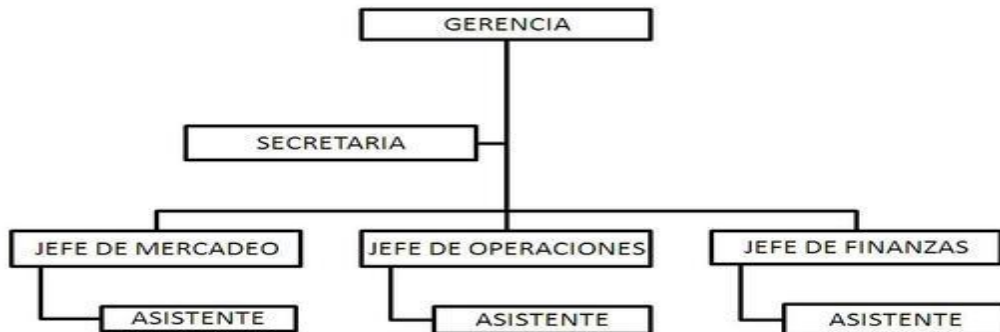 GERENCIA
SECRETARIA
JEFE DE MERCADEO
JEFE DE OPERACIONES
JEFE DE FINANZAS
ASISTENTE
ASISTENTE
ASISTENTE